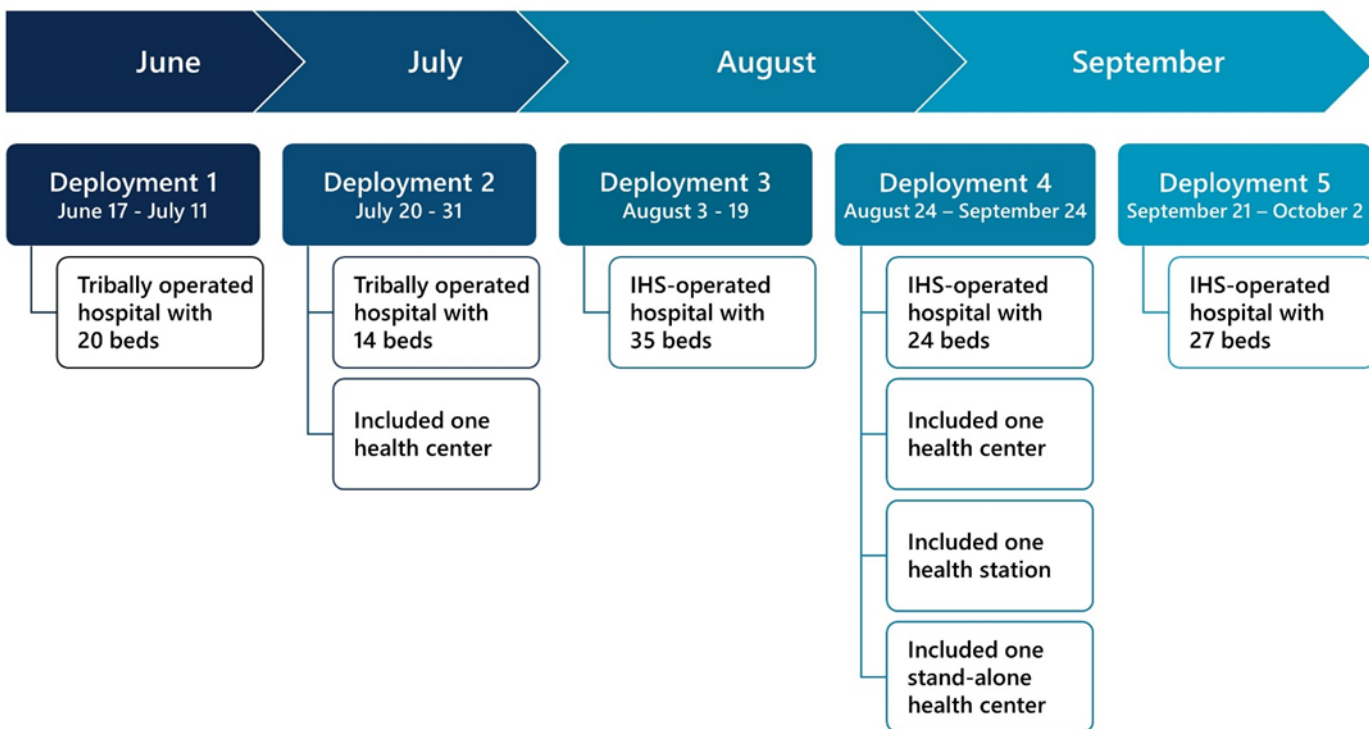 June
July
August
September
Deployment 1
June 17 - July 11
Tribally operated
hospital with
20 beds
Deployment 2
July 20 - 31
Tribally operated
hospital with
14 beds
Included one
health center
Deployment 3
August 3 - 19
IHS-operated
hospital with
35 beds
Deployment 4
August 24 – September 24
IHS-operated
hospital with
24 beds
Included one
health center
Included one
health station
Included one
stand-alone
health center
Deployment 5
September 21 – October 2
IHS-operated
hospital with
27 beds